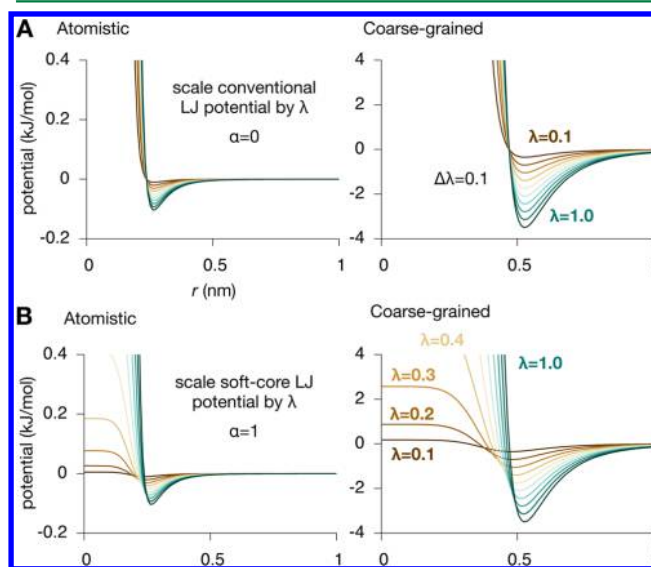 A
Atomistic
Coarse-grained
0.4
0.2
0
-0.2
potential (kJ/mol)
scale conventional
LJ potential by λ
α=0
0
0.5
1
r (nm)
4
2
0
-2
-4
λ=0.1
Δλ=0.1
λ=1.0
0
0.5
B
Atomistic
Coarse-grained
0.4
0.2
0
-0.2
potential (kJ/mol)
scale soft-core LJ
potential by λ
α=1
0
0.5
1
4
2
0
-2
-4
λ=0.4
λ=1.0
λ=0.3
λ=0.2
λ=0.1
0
0.5